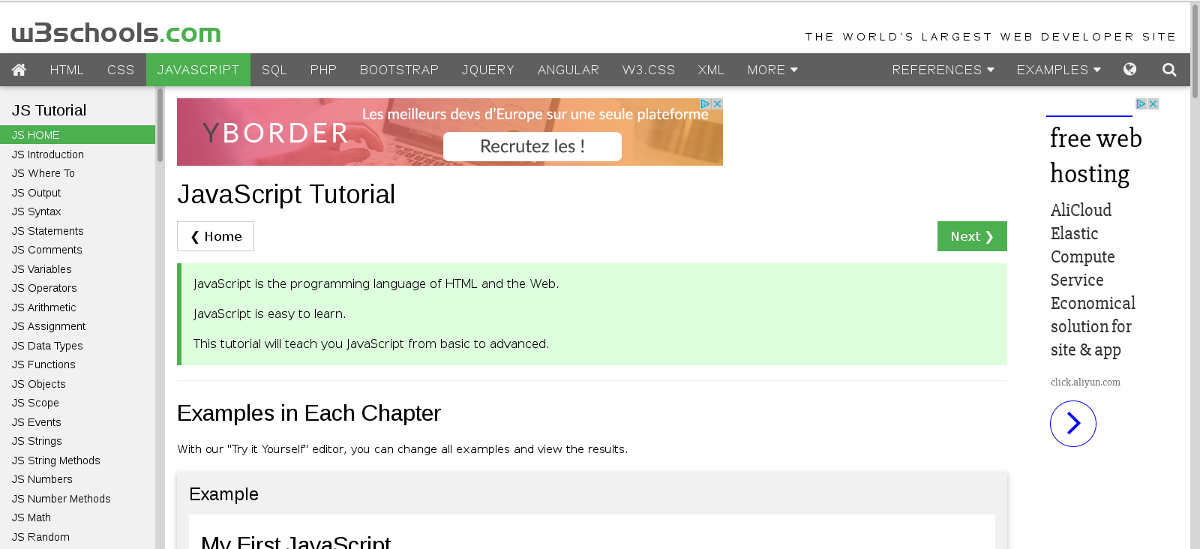 w3schools.com
THE WORLD'S LARGEST WEB DEVELOPER SITE
HTML CSS JAVASCRIPT SQL PHP BOOTSTRAP JQUERY ANGULAR W3.CSS XML MORE REFERENCES EXAMPLES
JS Tutorial
JS HOME
JS Introduction
JS Where To
JS Output
JS Syntax
JS Statements
JS Comments
JS Variables
JS Operators
JS Arithmetic
JS Assignment
JS Data Types
JS Functions
JS Objects
JS Scope
JS Events
JS Strings
JS String Methods
JS Numbers
JS Number Methods
JS Math
JS Random
YBORDER
Les meilleurs devs d'Europe sur une seule plateforme
Recrutez les !
JavaScript Tutorial
❮ Home
Next ❯
JavaScript is the programming language of HTML and the Web.
JavaScript is easy to learn.
This tutorial will teach you JavaScript from basic to advanced.
Examples in Each Chapter
With our "Try it Yourself" editor, you can change all examples and view the results.
Example
My First JavaScript
free web
hosting
AliCloud
Elastic
Compute
Service
Economical
solution for
site & app
click.aliyun.com